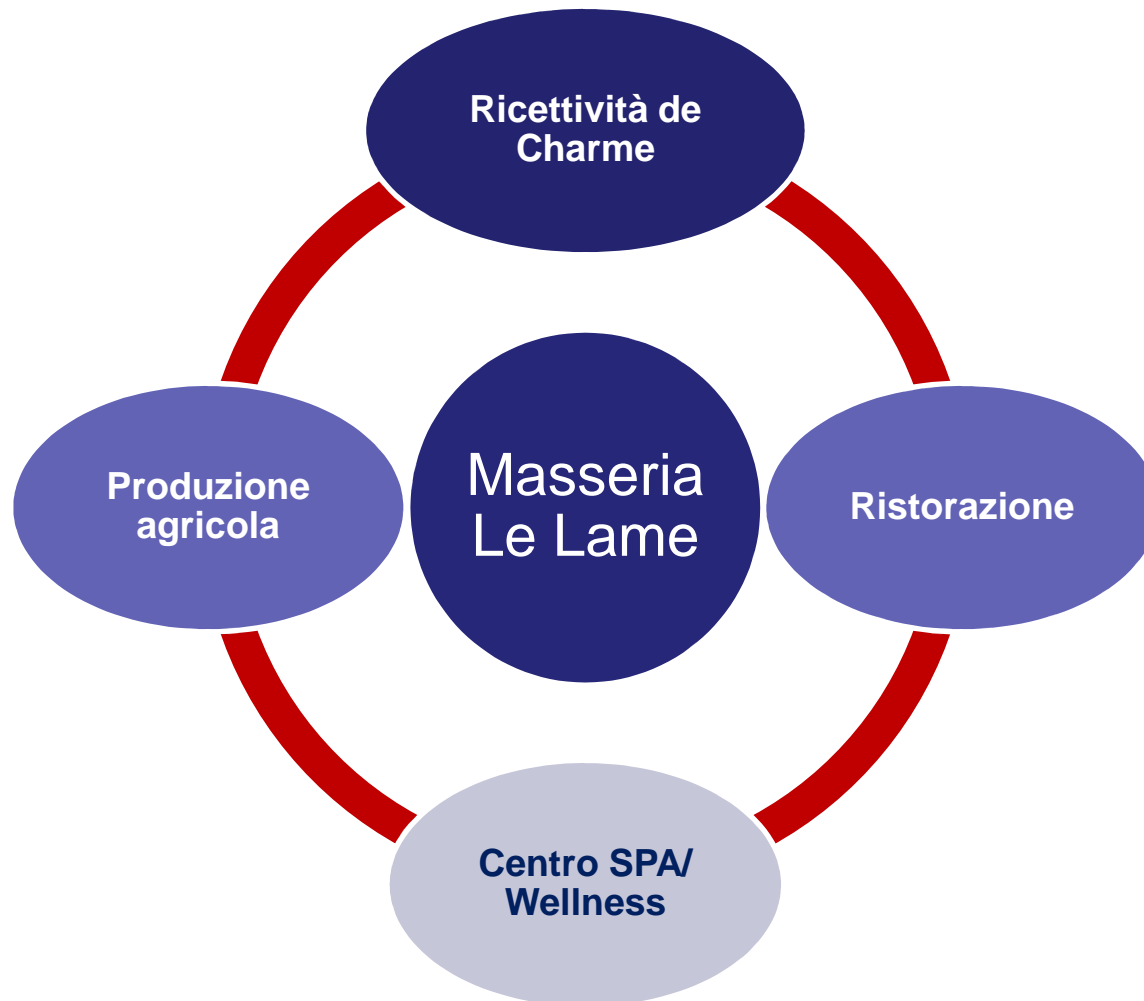 Ricettività de
Charme
Produzione
agricola
Masseria
Le Lame
Ristorazione
Centro SPA/
Wellness